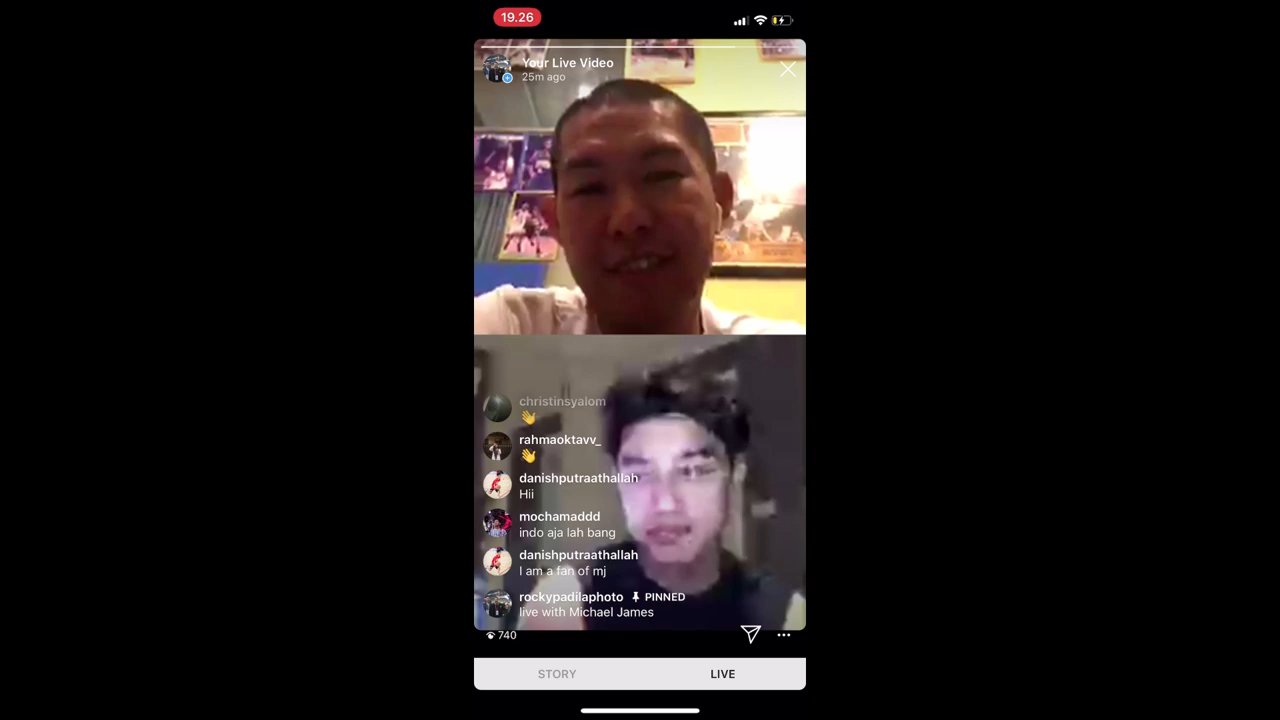 19.26
Your Live Video
25m ago
christinsyalom
👋
rahmaoktavv_
👋
danishputraathallah
Hii
mochamaddd
indo aja lah bang
danishputraathallah
I am a fan of mj
rockypadilaphoto PINNED
live with Michael James
740
STORY LIVE